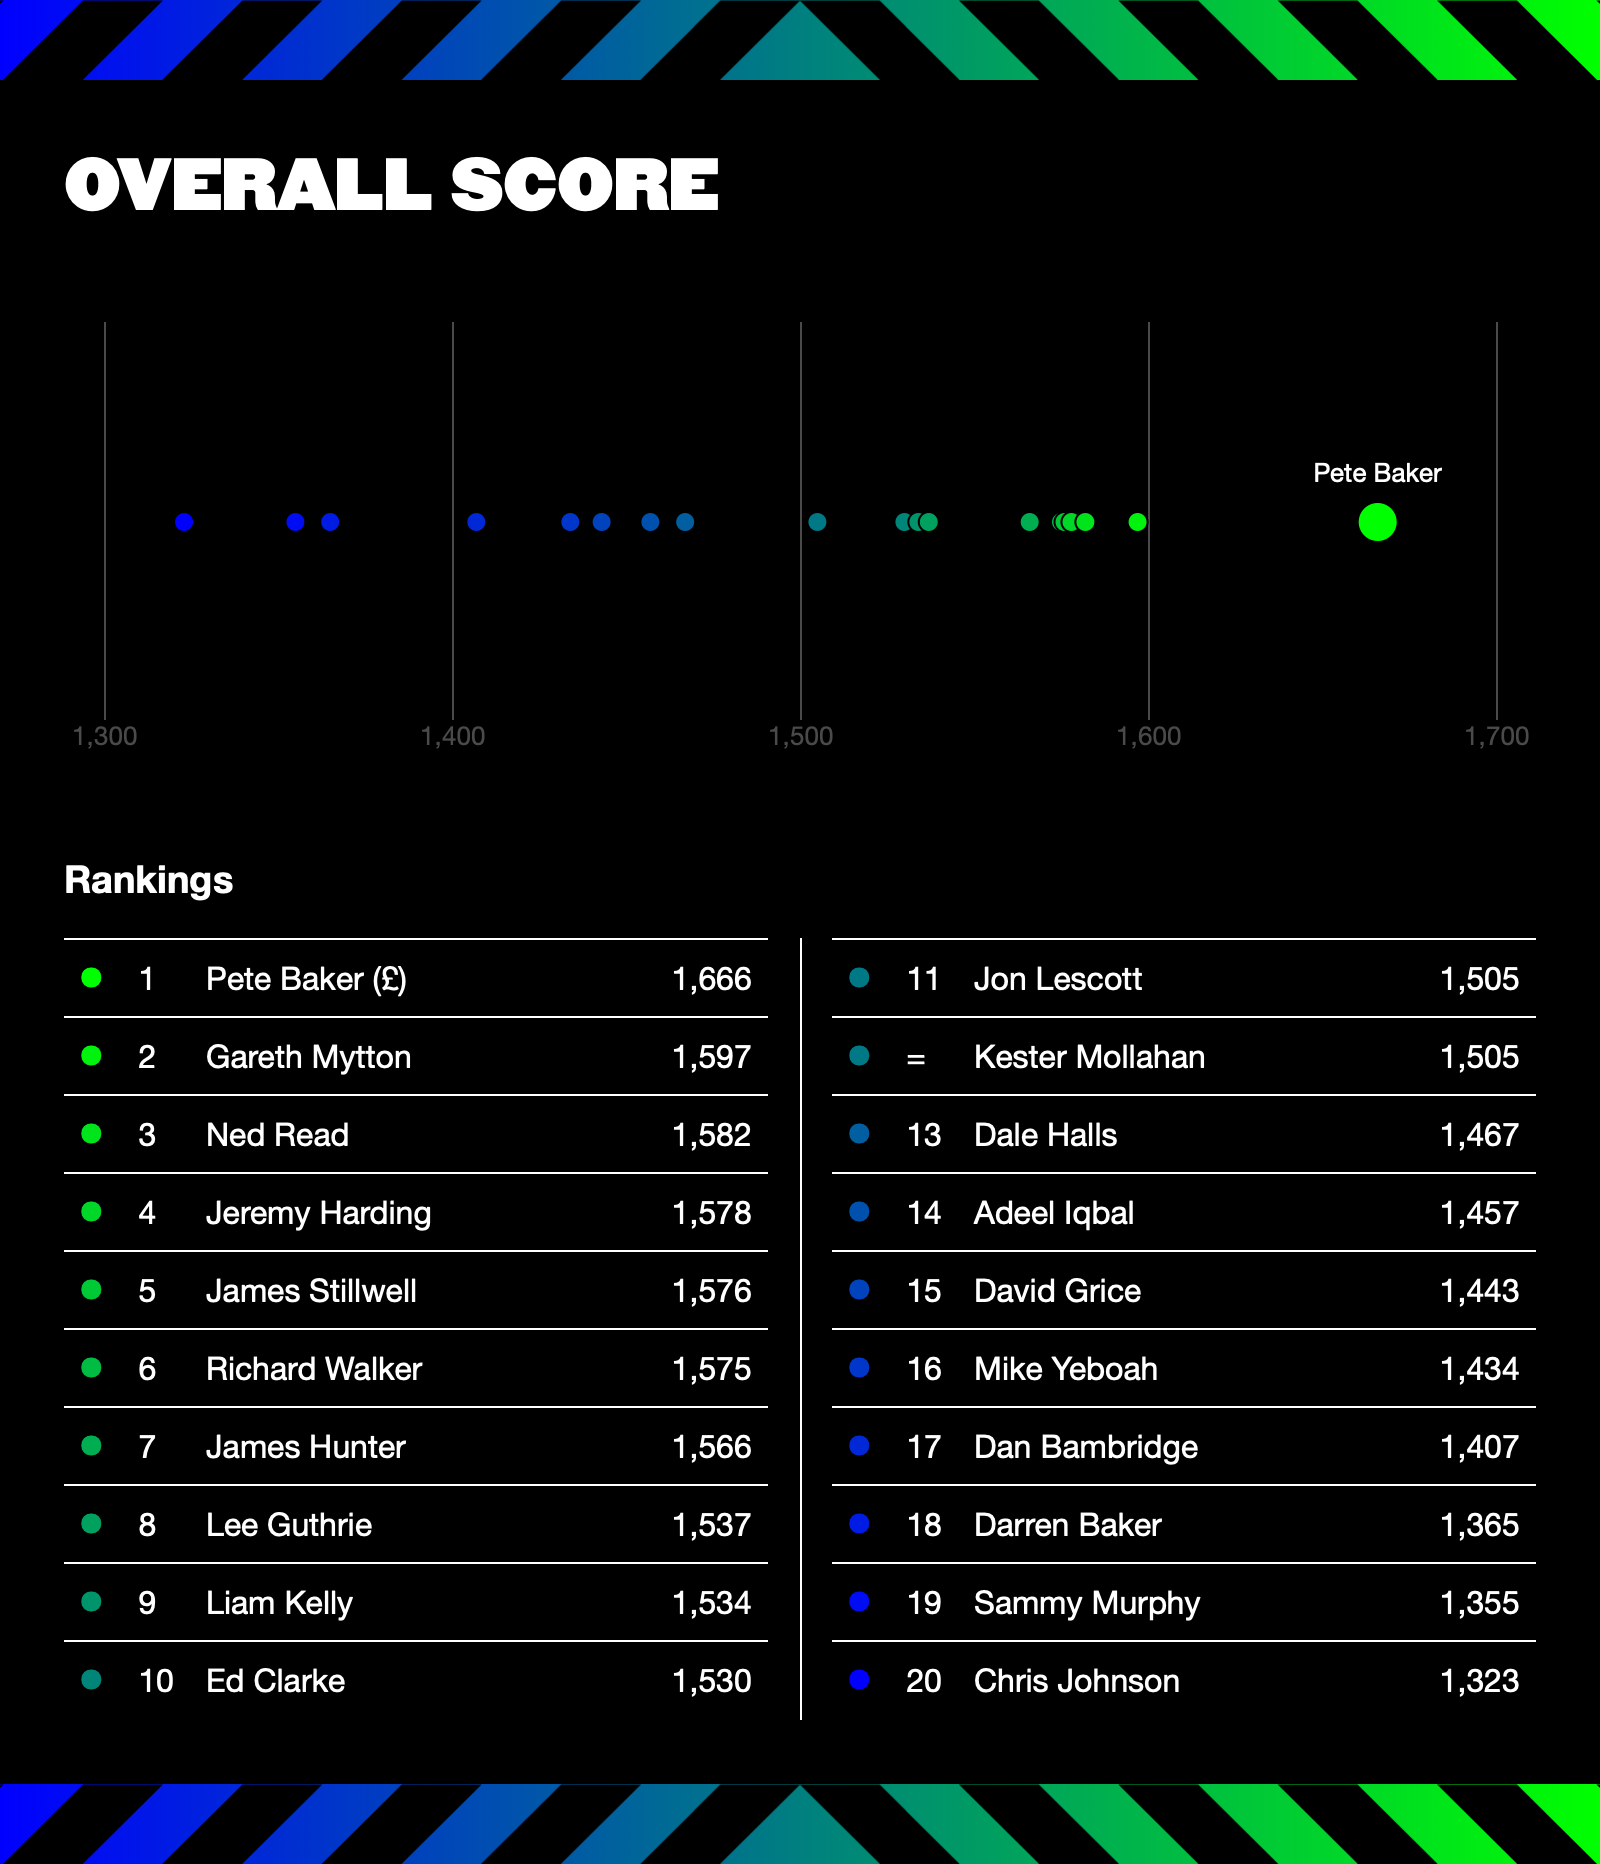 OVERALL SCORE
Pete Baker
1,300 1,400 1,500 1,600 1,700
Rankings
1 Pete Baker (£) 1,666
2 Gareth Mytton 1,597
3 Ned Read 1,582
4 Jeremy Harding 1,578
5 James Stillwell 1,576
6 Richard Walker 1,575
7 James Hunter 1,566
8 Lee Guthrie 1,537
9 Liam Kelly 1,534
10 Ed Clarke 1,530
11 Jon Lescott 1,505
= Kester Mollahan 1,505
13 Dale Halls 1,467
14 Adeel Iqbal 1,457
15 David Grice 1,443
16 Mike Yeboah 1,434
17 Dan Bambridge 1,407
18 Darren Baker 1,365
19 Sammy Murphy 1,355
20 Chris Johnson 1,323